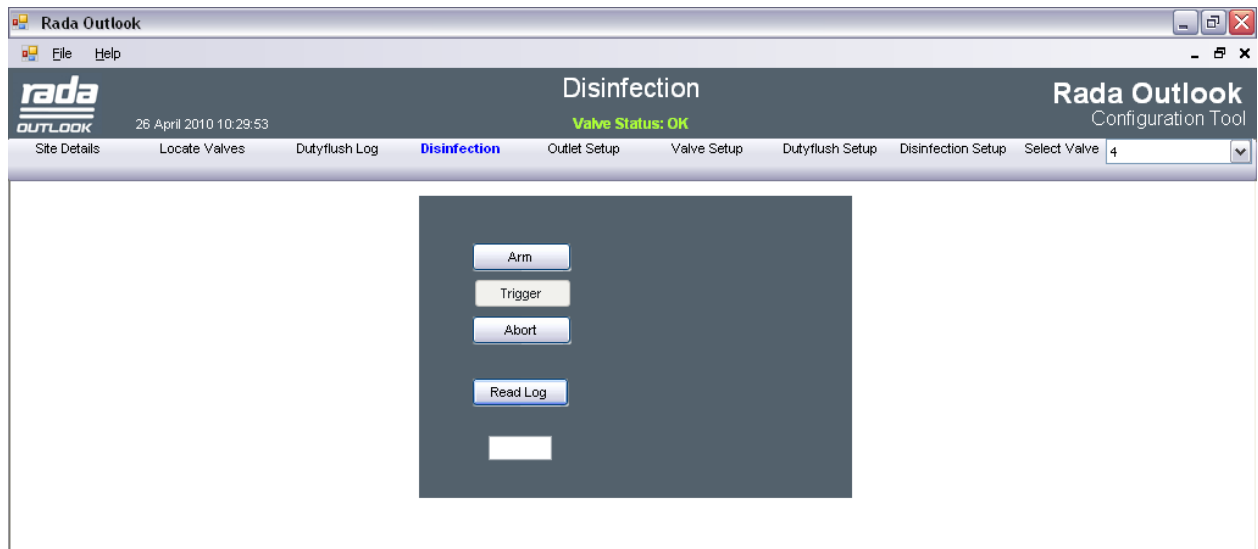 Rada Outlook
File Help
rada
OUTLOOK
26 April 2010 10:29:53
Disinfection
Valve Status: OK
Rada Outlook
Configuration Tool
Site Details Locate Valves Dutyflush Log Disinfection Outlet Setup Valve Setup Dutyflush Setup Disinfection Setup Select Valve 4
Arm
Trigger
Abort
Read Log